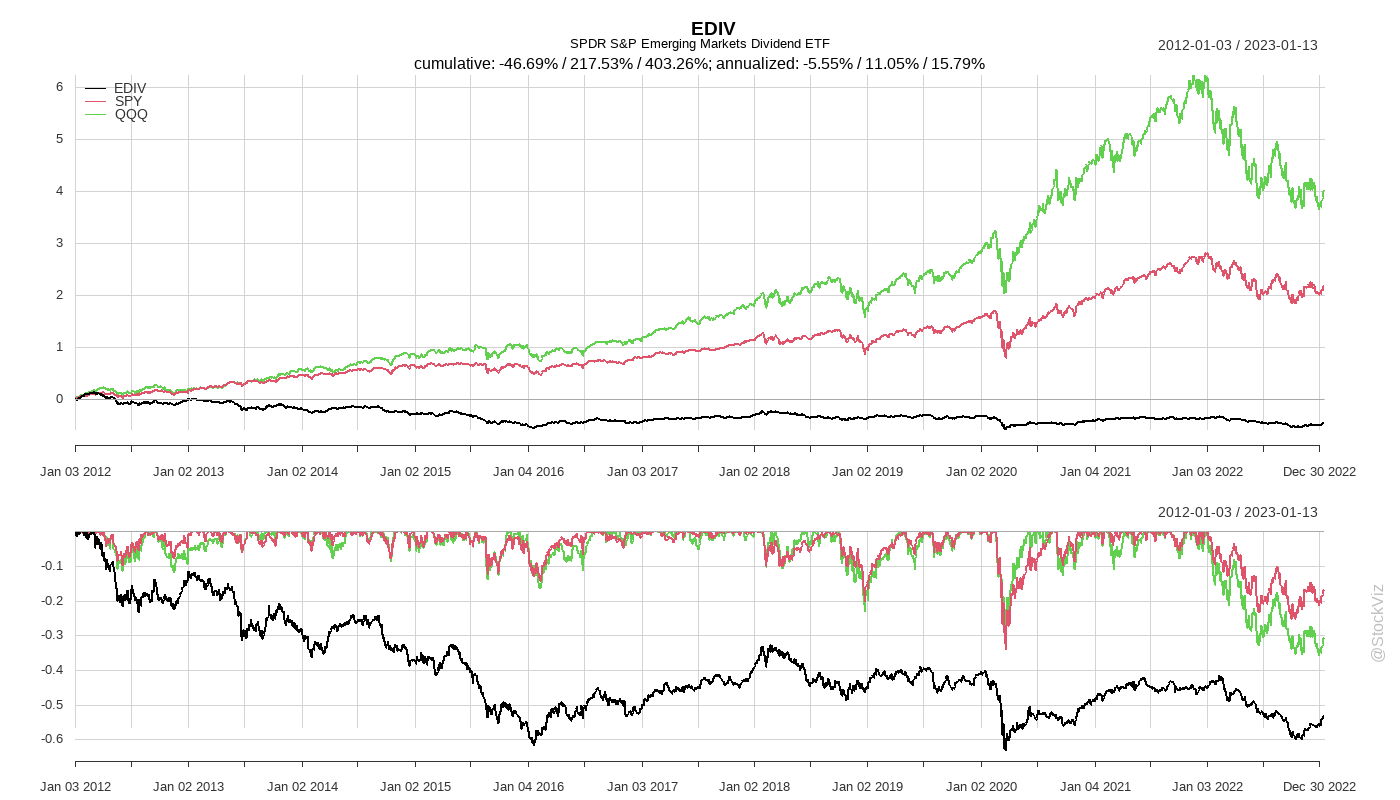 EDIV
SPDR S&P Emerging Markets Dividend ETF
2012-01-03 / 2023-01-13
cumulative: -46.69% / 217.53% / 403.26%; annualized: -5.55% / 11.05% / 15.79%
EDIV
SPY
QQQ
6
5
4
3
2
1
0
Jan 03 2012 Jan 02 2013 Jan 02 2014 Jan 02 2015 Jan 04 2016 Jan 03 2017 Jan 02 2018 Jan 02 2019 Jan 02 2020 Jan 04 2021 Jan 03 2022 Dec 30 2022
2012-01-03 / 2023-01-13
-0.1
-0.2
-0.3
-0.4
-0.5
-0.6
Jan 03 2012 Jan 02 2013 Jan 02 2014 Jan 02 2015 Jan 04 2016 Jan 03 2017 Jan 02 2018 Jan 02 2019 Jan 02 2020 Jan 04 2021 Jan 03 2022 Dec 30 2022
@StockViz